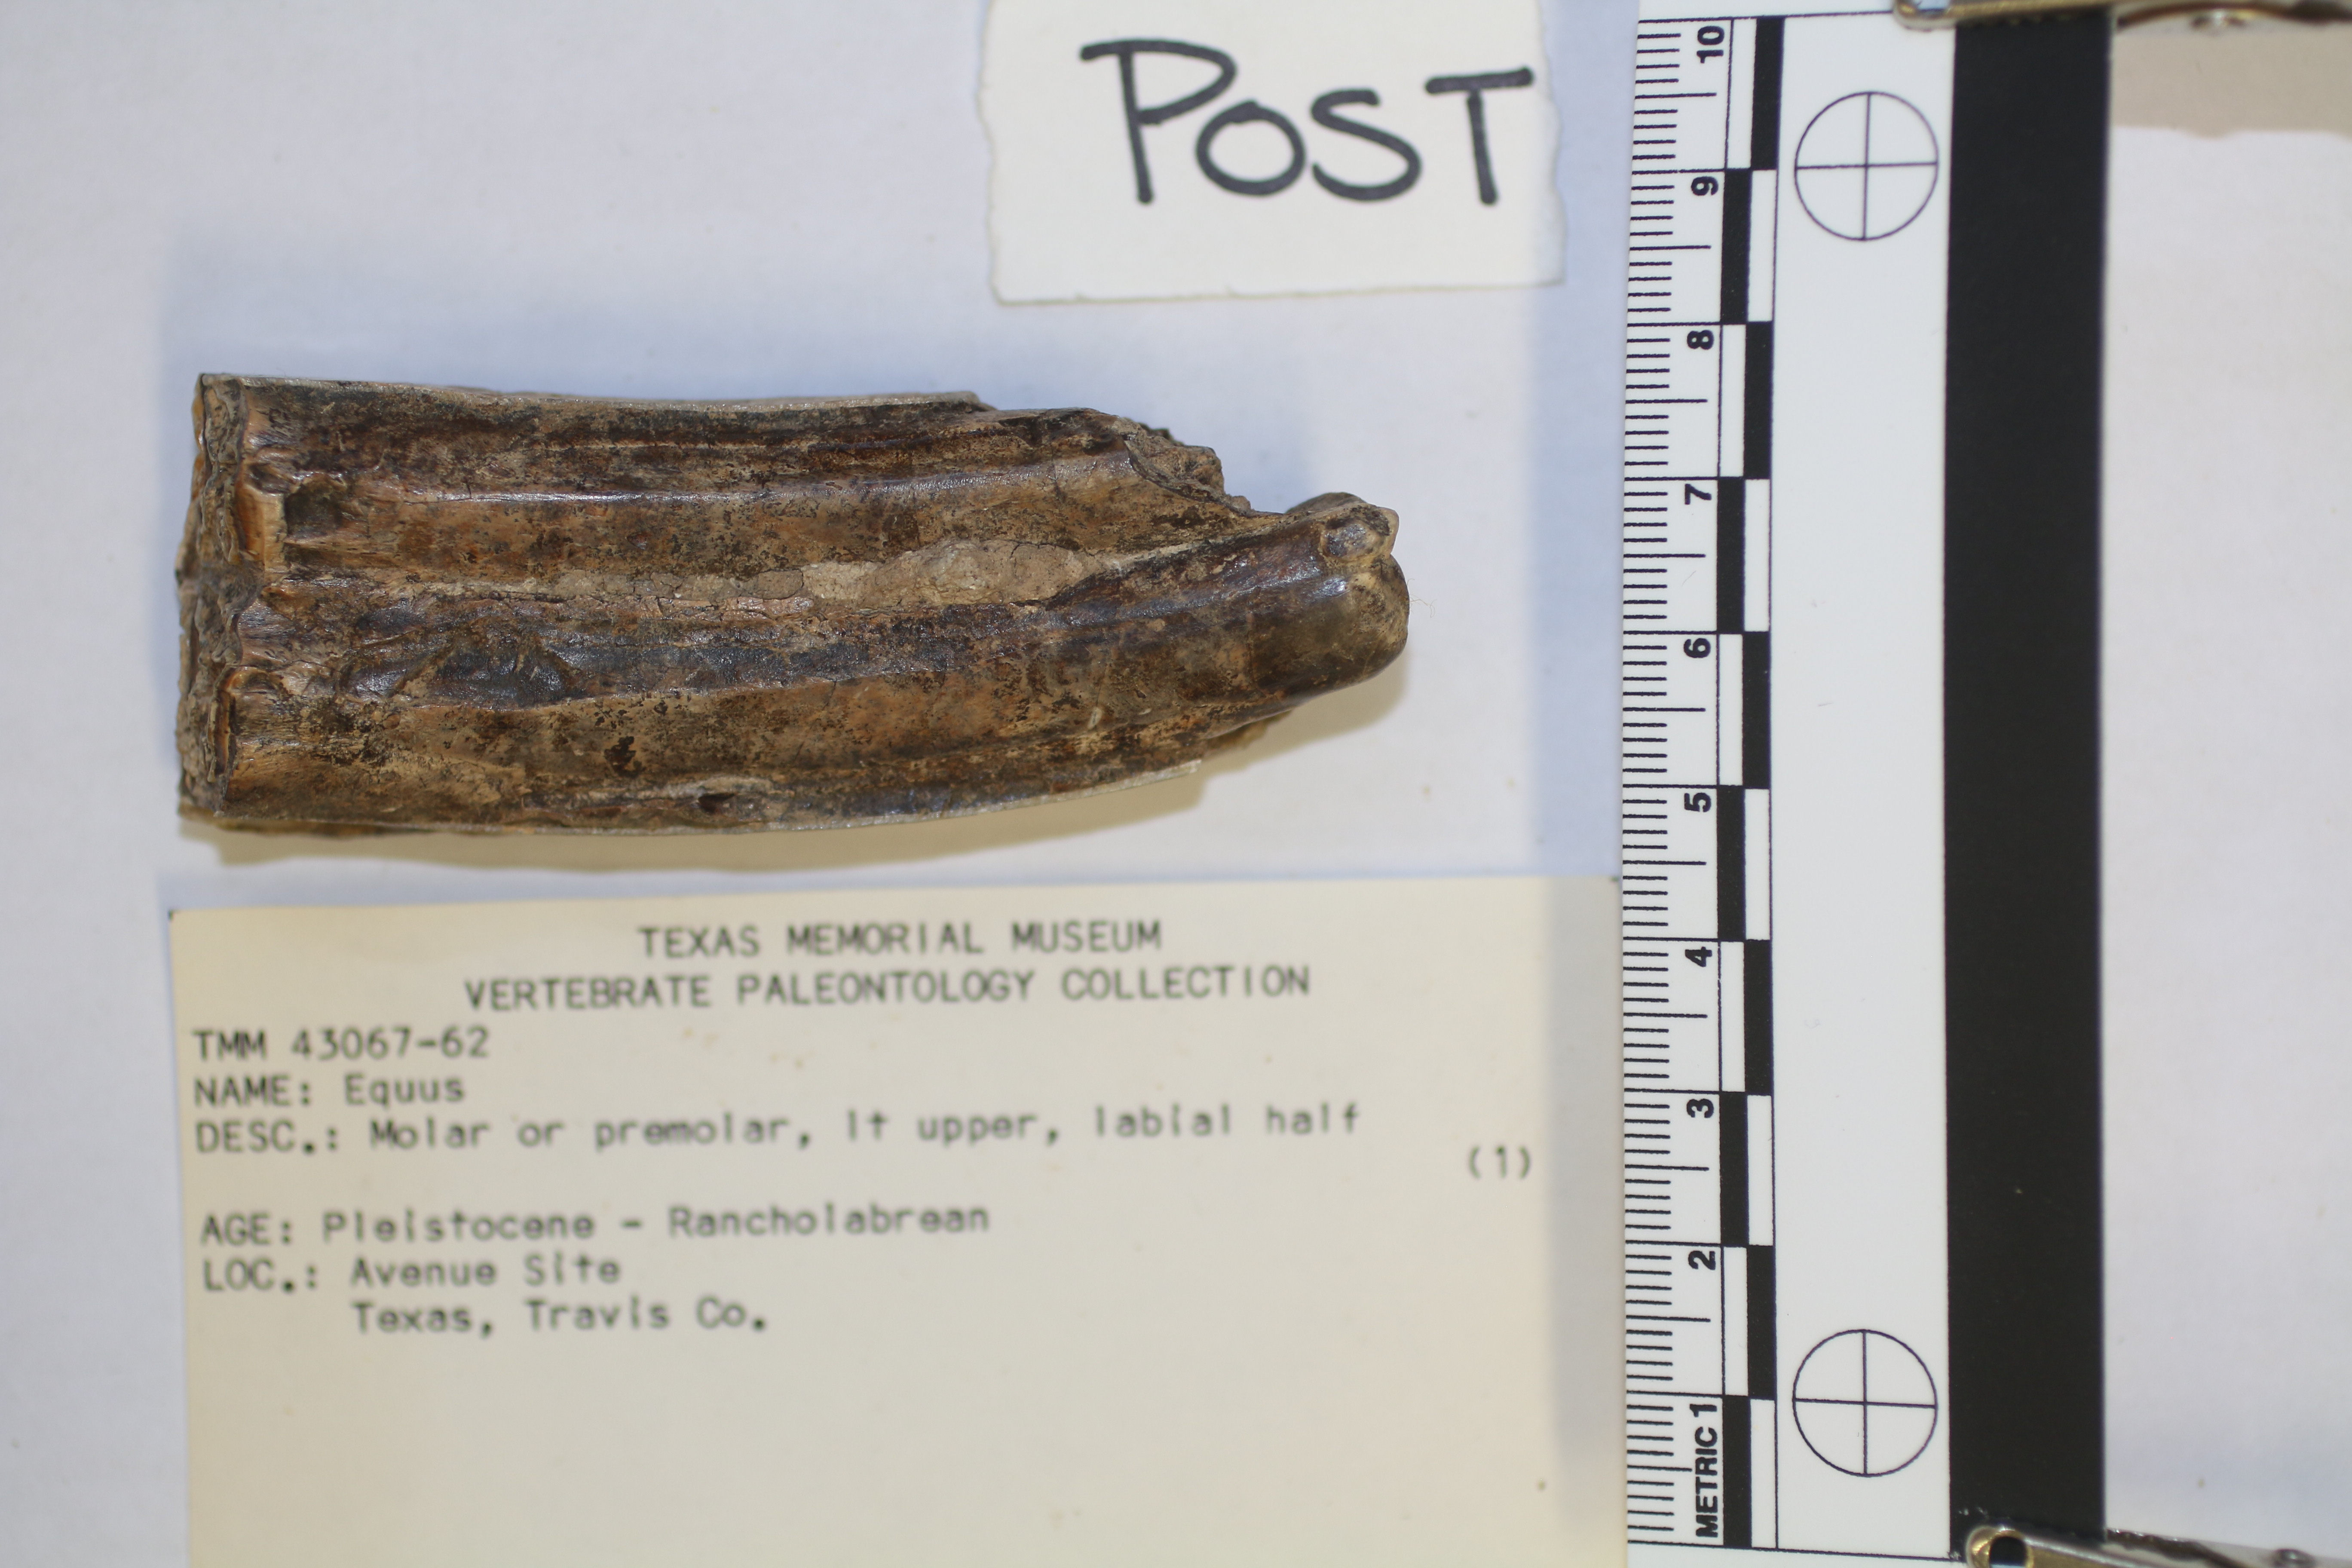 POST
TEXAS MEMORIAL MUSEUM
VERTEBRATE PALEONTOLOGY COLLECTION
TMM 43067-62
NAME: Equus
DESC.: Molar or premolar, lt upper, labial half
(1)
AGE: Pleistocene - Rancholabrean
LOC.: Avenue Site
Texas, Travis Co.
10
9
8
7
6
5
4
3
2
METRIC 1